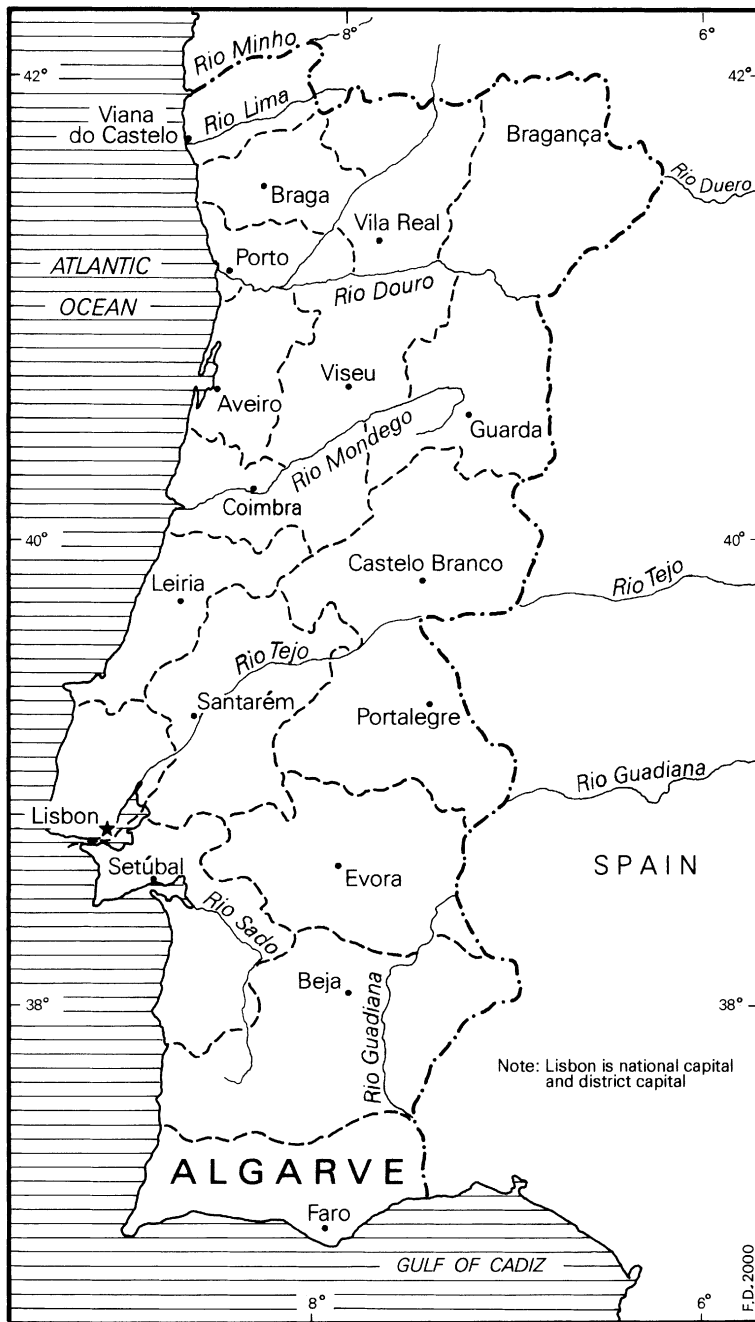 8°
6°
42°
42°
Rio Minho
Viana
do Castelo
Rio Lima
Bragança
Braga
Rio Duero
Vila Real
Porto
ATLANTIC
OCEAN
Rio Douro
Viseu
Aveiro
Guarda
Rio Mondego
Coimbra
40°
40°
Castelo Branco
Leiria
Rio Tejo
Rio Tejo
Santarém
Portalegre
Rio Guadiana
Lisbon
Setúbal
Evora
SPAIN
Rio Sado
Beja
38°
38°
Rio Guadiana
Note: Lisbon is national capital
and district capital
ALGARVE
Faro
GULF OF CADIZ
F.D.2000
8°
6°